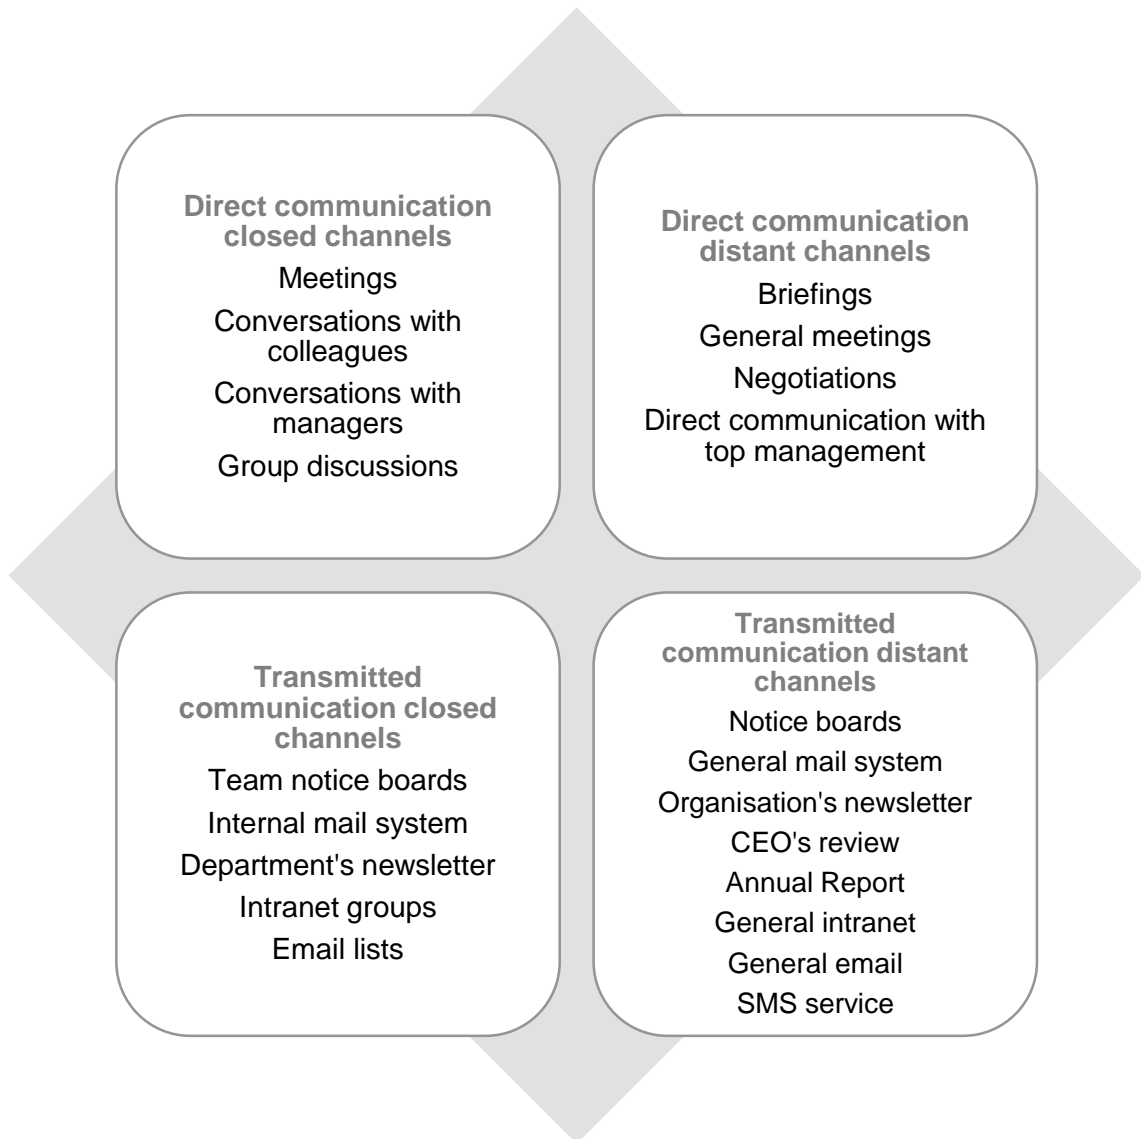 Direct communication
closed channels
Meetings
Conversations with
colleagues
Conversations with
managers
Group discussions
Direct communication
distant channels
Briefings
General meetings
Negotiations
Direct communication with
top management
Transmitted
communication closed
channels
Team notice boards
Internal mail system
Department's newsletter
Intranet groups
Email lists
Transmitted
communication distant
channels
Notice boards
General mail system
Organisation's newsletter
CEO's review
Annual Report
General intranet
General email
SMS service